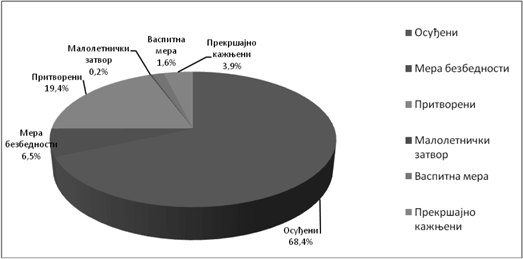 Васпитна
мера
1,6%
Малолетнички
затвор
0,2%
Прекршајно
кажњени
3,9%
Притворени
19,4%
Мера
безбедности
6,5%
Осуђени
68,4%
Осуђени
Мера безбедности
Притворени
Малолетнички
затвор
Васпитна мера
Прекршајно
кажњени